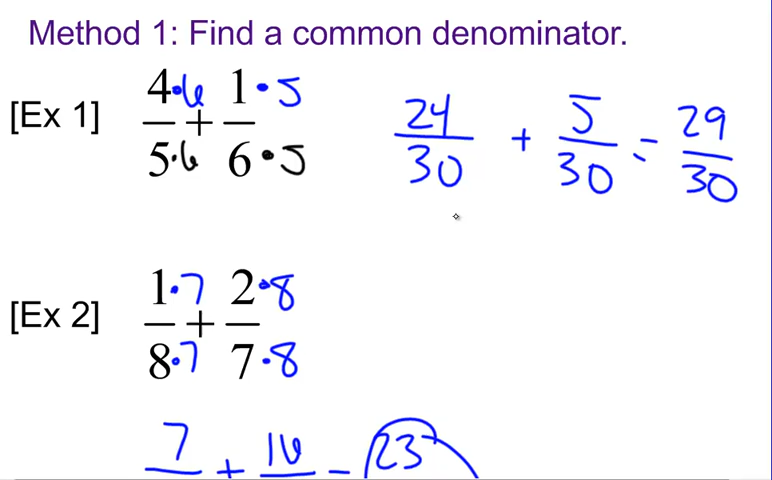 Method 1: Find a common denominator.
[Ex 1] 4·6/5·6 + 1·5/6·5 24/30 + 5/30 = 29/30
[Ex 2] 1·7/8·7 + 2·8/7·8
7 + 16 = 23